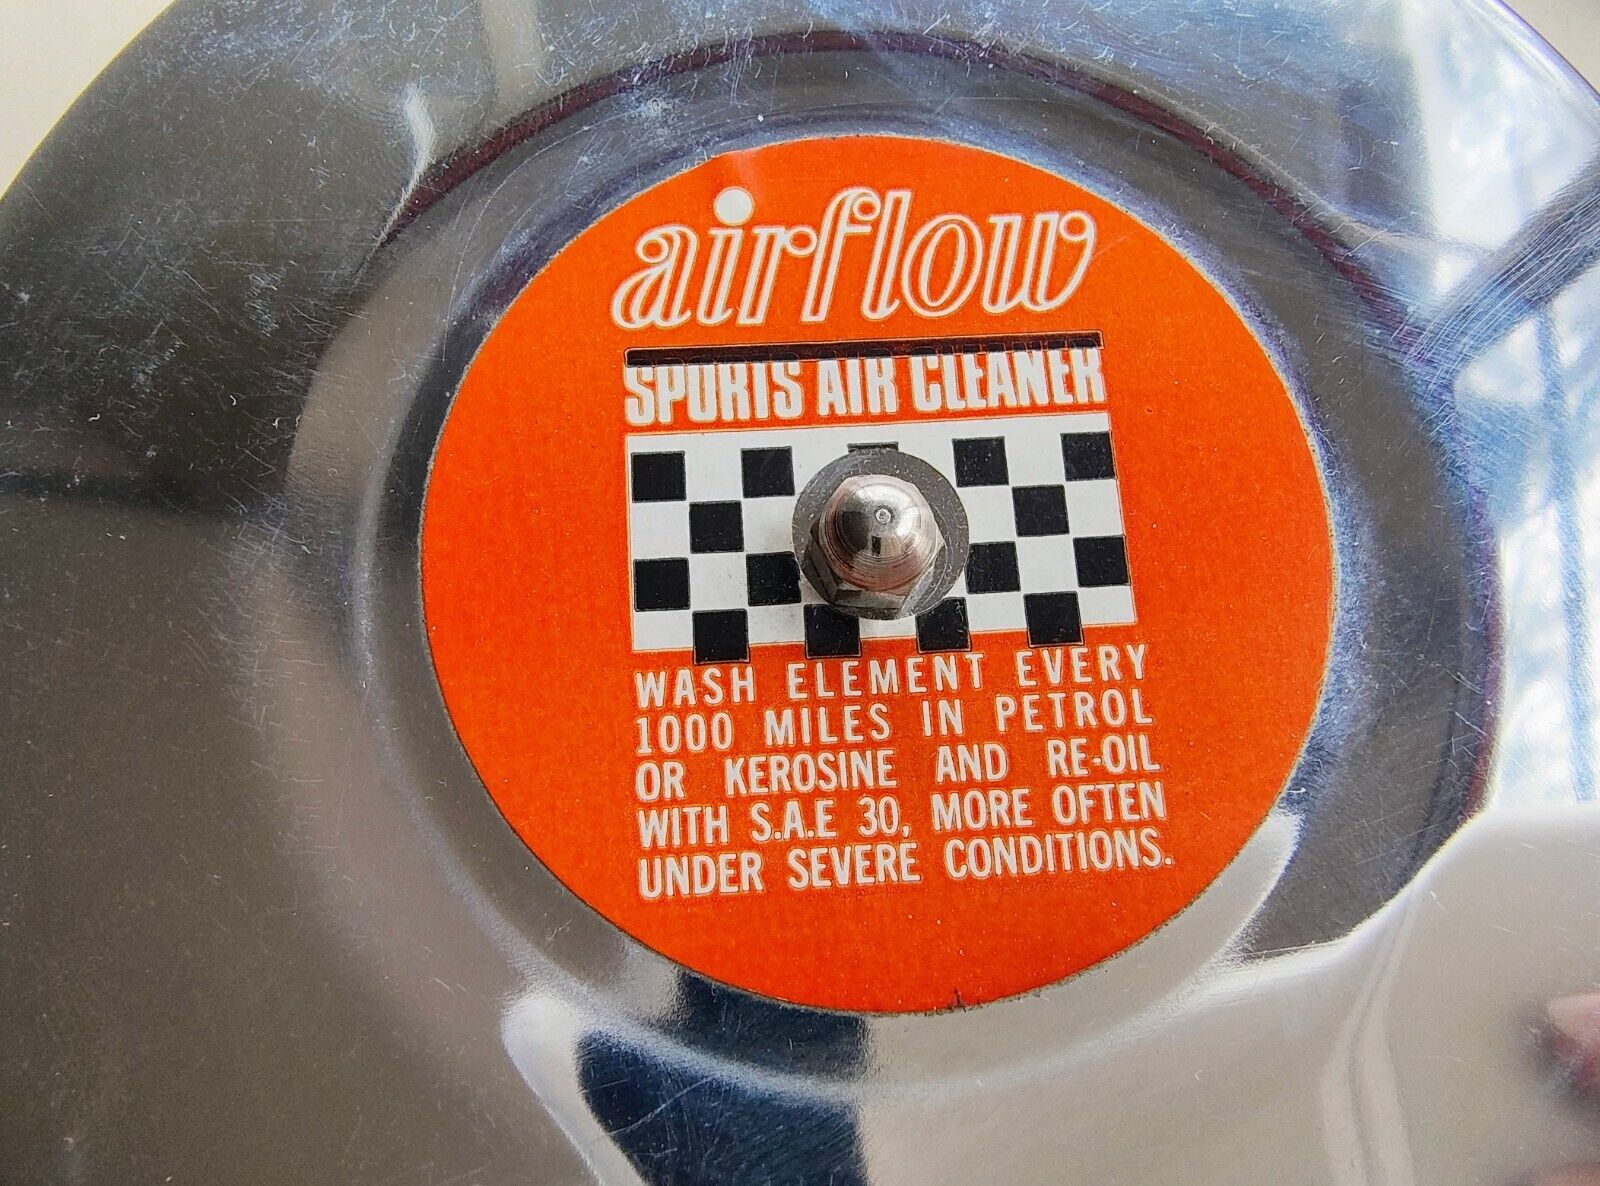 airflow
SPORTS AIR CLEANER
WASH ELEMENT EVERY
1000 MILES IN PETROL
OR KEROSINE AND RE-OIL
WITH S.A.E 30, MORE OFTEN
UNDER SEVERE CONDITIONS.